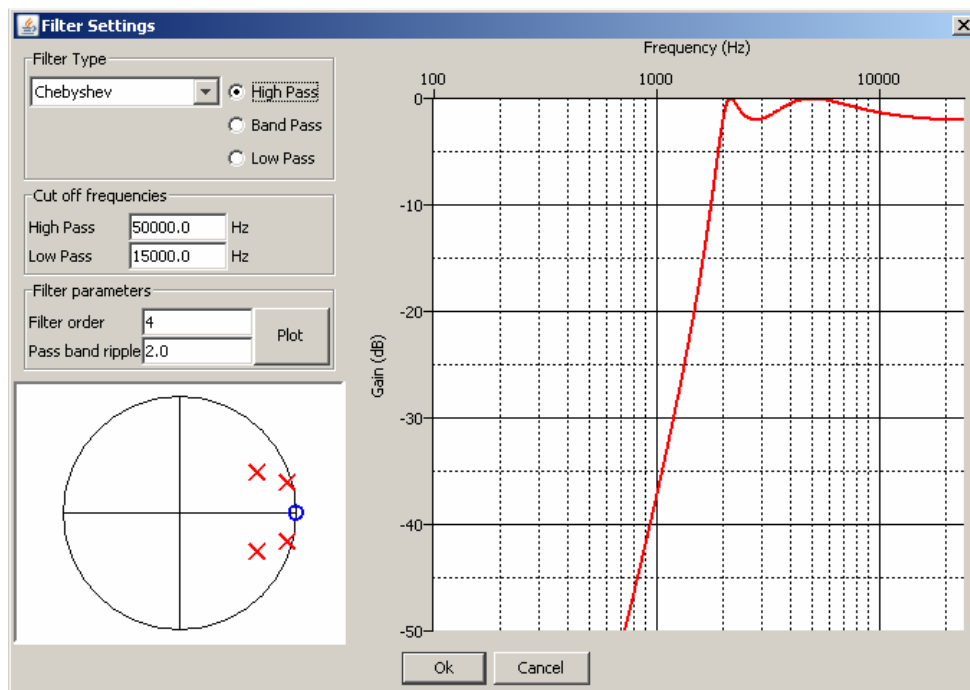 Filter Settings
Filter Type
Chebyshev
High Pass
Band Pass
Low Pass
Cut off frequencies
High Pass 50000.0 Hz
Low Pass 15000.0 Hz
Filter parameters
Filter order 4
Pass band ripple 2.0
Plot
Frequency (Hz)
100 1000 10000
0
-10
-20
-30
-40
-50
Gain (dB)
Ok Cancel